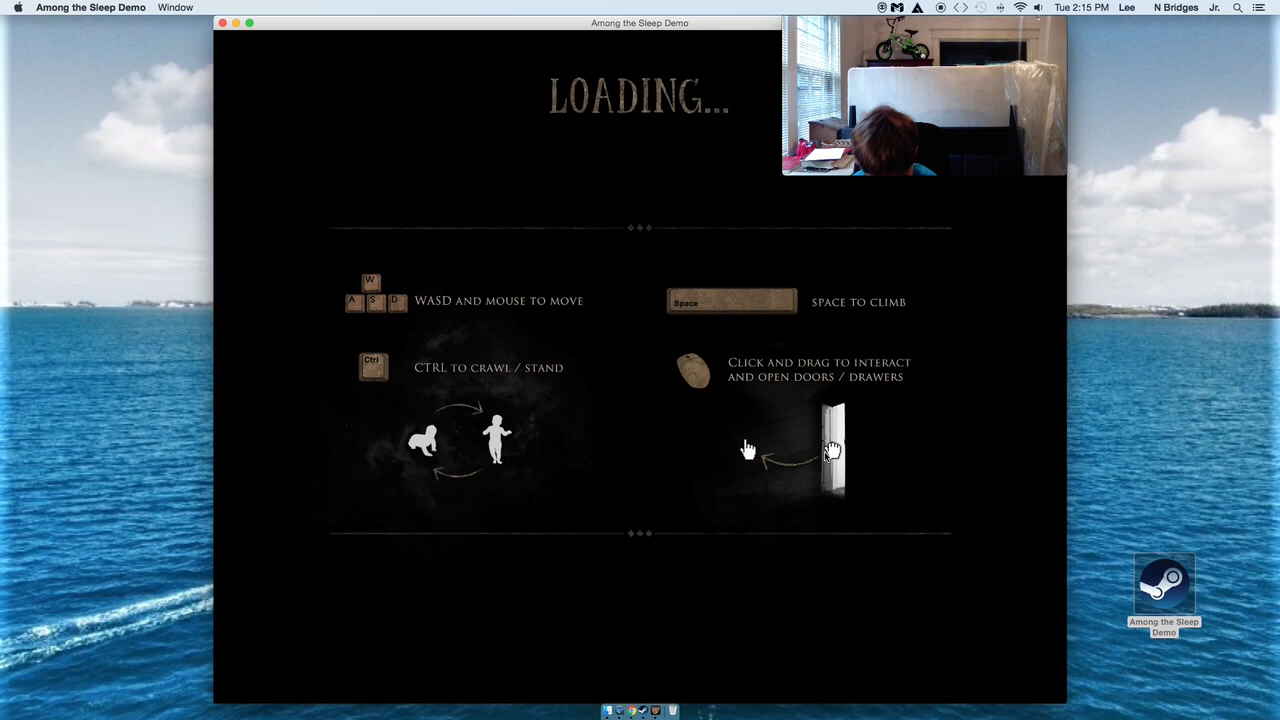 Among the Sleep Demo Window
Tue 2:15 PM Lee N Bridges Jr.
Among the Sleep Demo
LOADING...
W
A S D
WASD AND MOUSE TO MOVE
Space
SPACE TO CLIMB
Ctrl
CTRL TO CRAWL / STAND
CLICK AND DRAG TO INTERACT
AND OPEN DOORS / DRAWERS
Among the Sleep
Demo